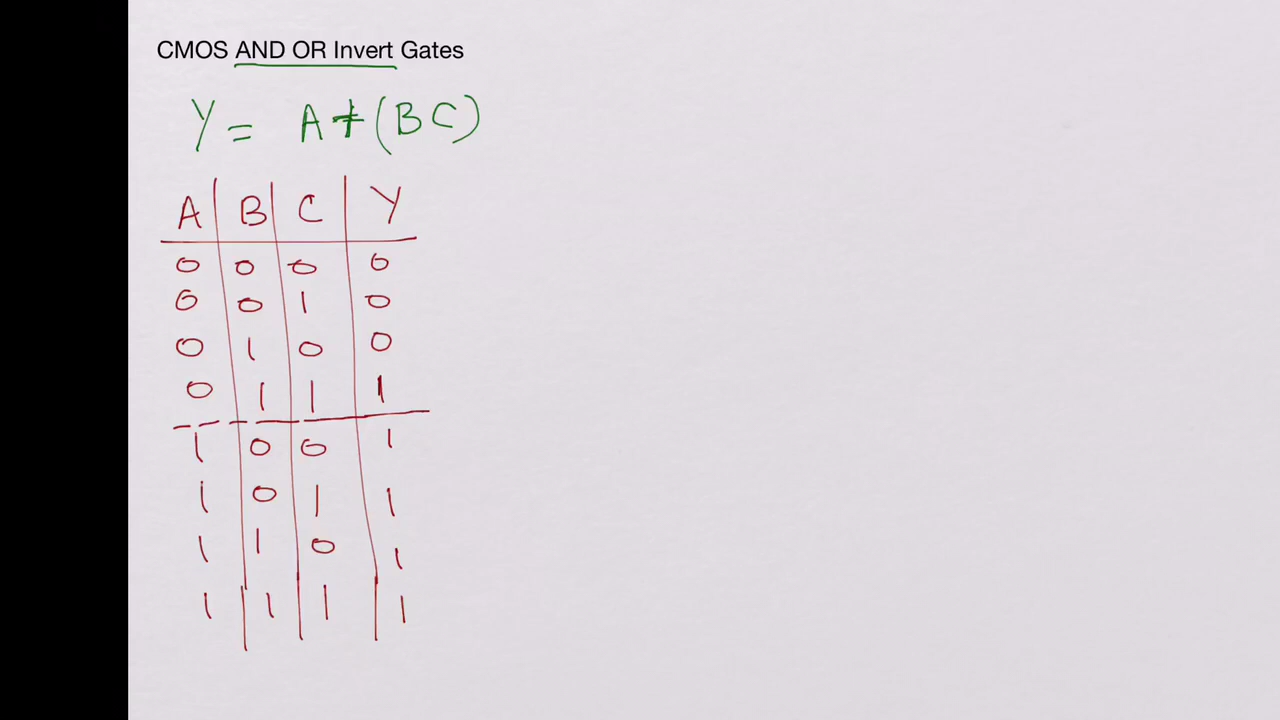 CMOS AND OR Invert Gates
Y = A + (BC)
A B C Y
0 0 0 0
0 0 1 0
0 1 0 0
0 1 1 1
1 0 0 1
1 0 1 1
1 1 0 1
1 1 1 1